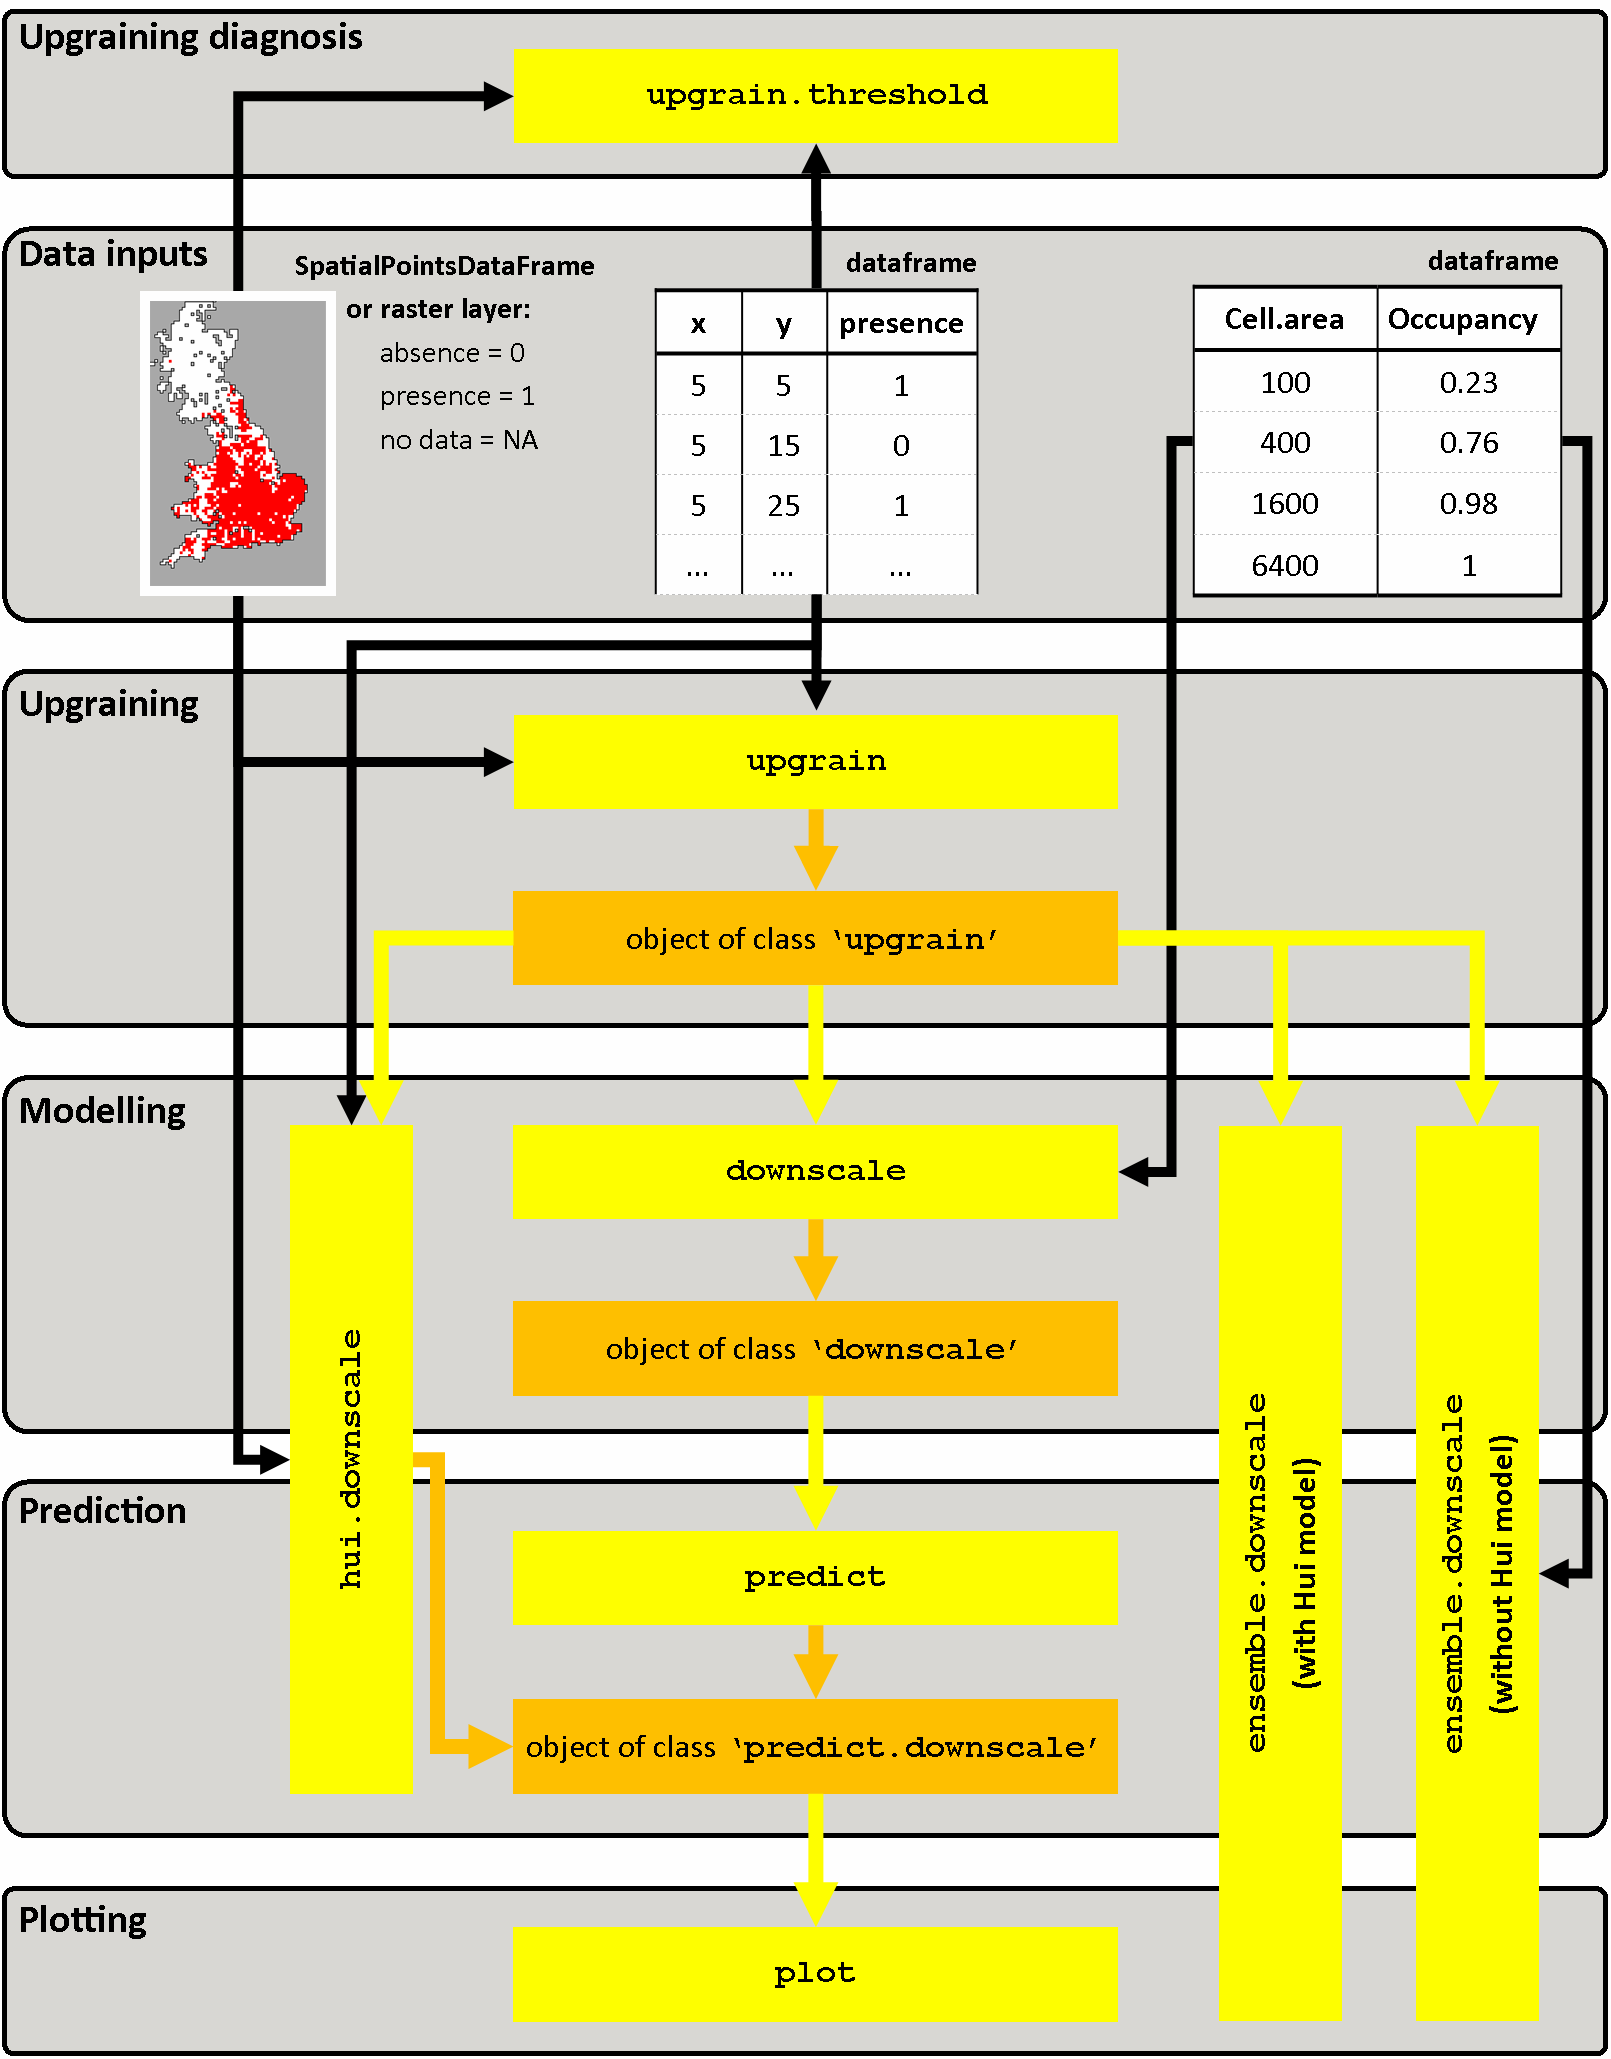 Upgraining diagnosis
upgrain.threshold
Data inputs
SpatialPointsDataFrame
or raster layer:
absence = 0
presence = 1
no data = NA
dataframe
x y presence
5 5 1
5 15 0
5 25 1
... ... ...
dataframe
Cell.area Occupancy
100 0.23
400 0.76
1600 0.98
6400 1
Upgraining
upgrain
object of class ‘upgrain’
Modelling
downscale
object of class ‘downscale’
hui.downscale
ensemble.downscale
(with Hui model)
ensemble.downscale
(without Hui model)
Prediction
predict
object of class ‘predict.downscale’
Plotting
plot